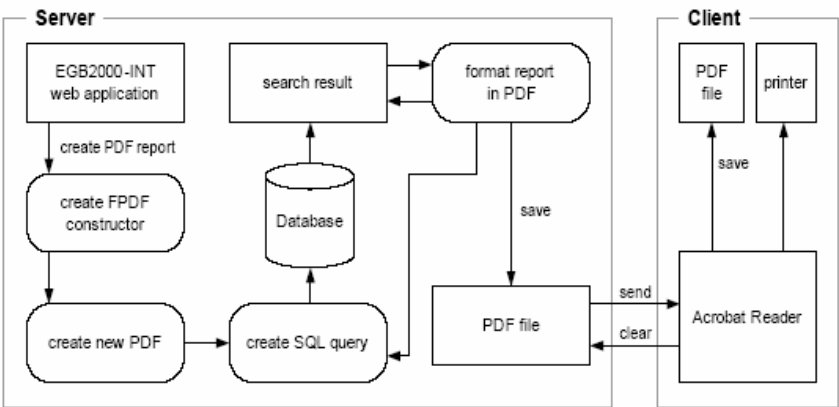 Server
Client
EGB2000-INT
web application
search result
format report
in PDF
PDF
file
printer
create PDF report
save
create FPDF
constructor
Database
save
send
create new PDF
create SQL query
PDF file
clear
Acrobat Reader